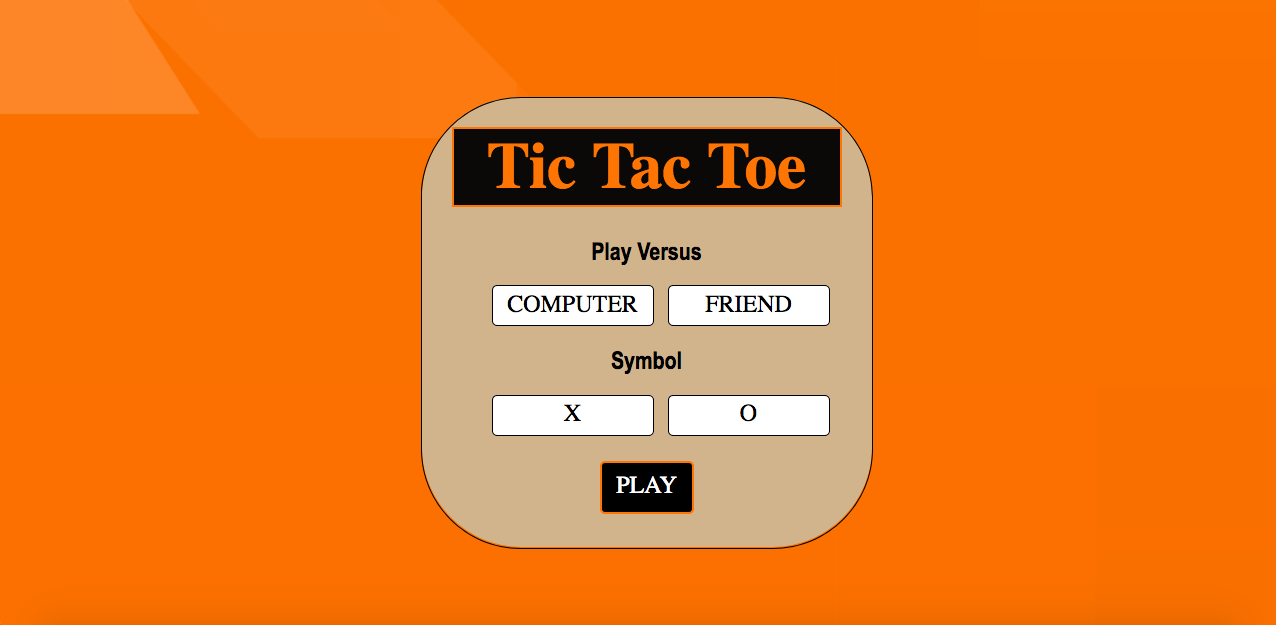 Tic Tac Toe
Play Versus
COMPUTER FRIEND
Symbol
X O
PLAY